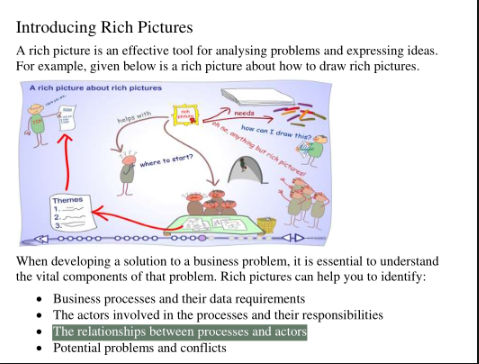 Introducing Rich Pictures
A rich picture is an effective tool for analysing problems and expressing ideas.
For example, given below is a rich picture about how to draw rich pictures.
A rich picture about rich pictures
helps with
rich picture
needs
how can I draw this?
oh no, anything but rich pictures!
where to start?
Themes
1.
2.
3.
When developing a solution to a business problem, it is essential to understand
the vital components of that problem. Rich pictures can help you to identify:
• Business processes and their data requirements
• The actors involved in the processes and their responsibilities
• The relationships between processes and actors
• Potential problems and conflicts